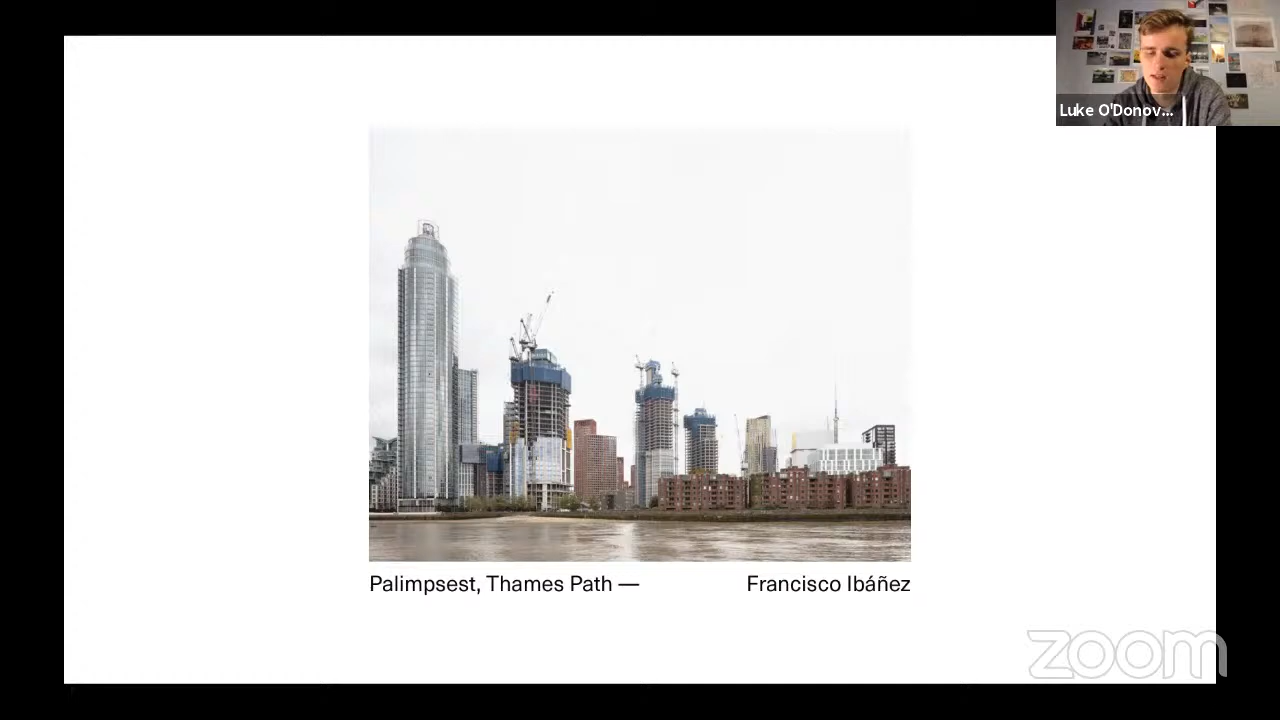 Luke O'Donov...
Palimpsest, Thames Path — Francisco Ibáñez
zoom